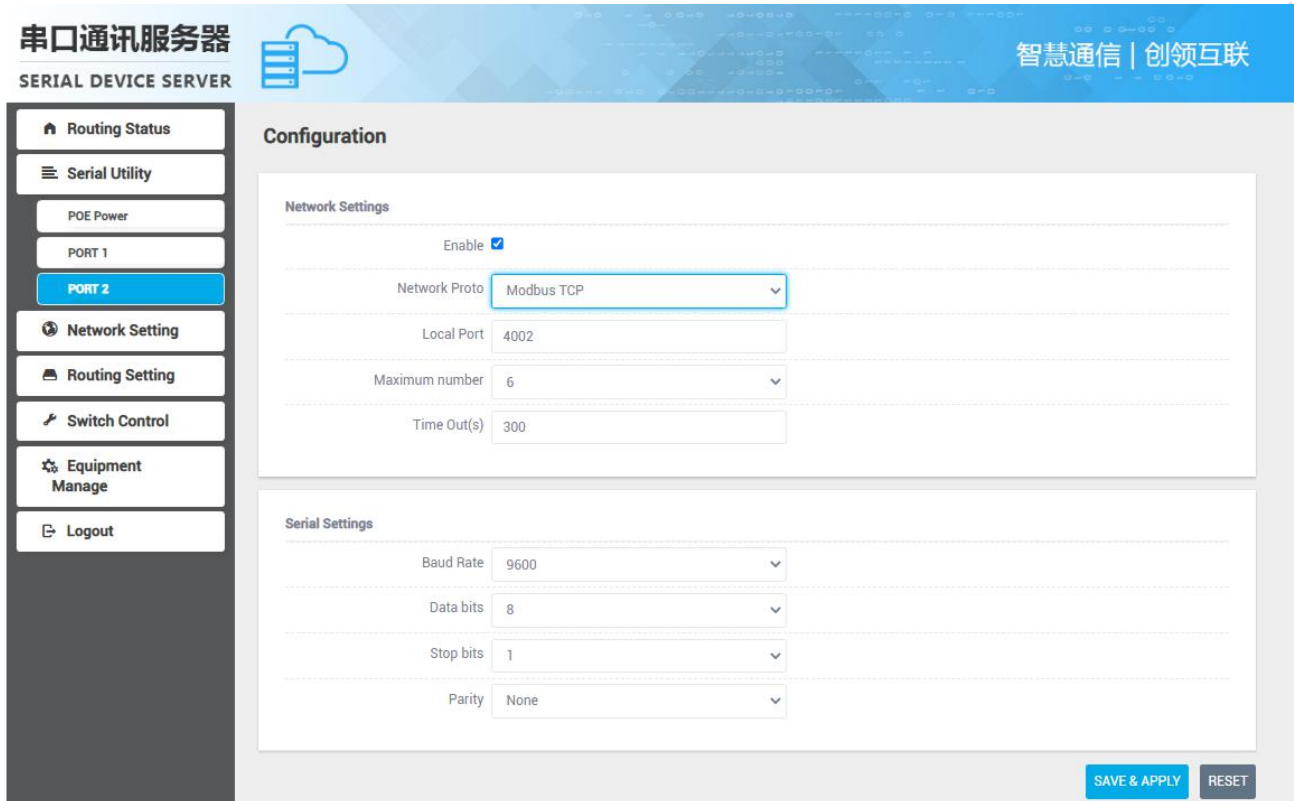 串口通讯服务器
SERIAL DEVICE SERVER
智慧通信 | 创领互联
Routing Status
Serial Utility
POE Power
PORT 1
PORT 2
Network Setting
Routing Setting
Switch Control
Equipment
Manage
Logout
Configuration
Network Settings
Enable
Network Proto Modbus TCP
Local Port 4002
Maximum number 6
Time Out(s) 300
Serial Settings
Baud Rate 9600
Data bits 8
Stop bits 1
Parity None
SAVE & APPLY RESET